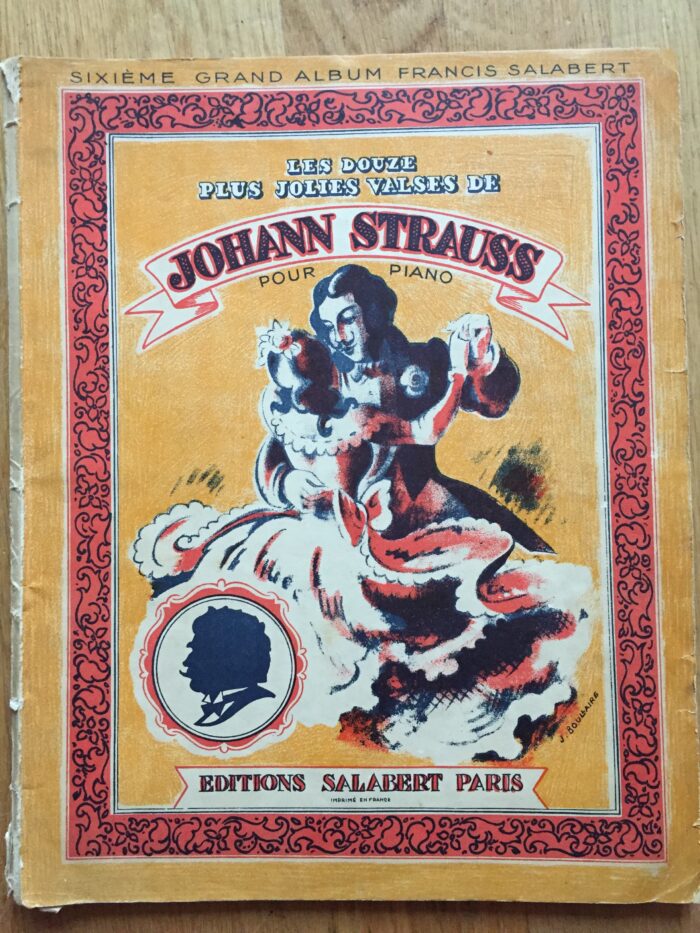 SIXIÈME GRAND ALBUM FRANCIS SALABERT
LES DOUZE
PLUS JOLIES VALSES DE
JOHANN STRAUSS
POUR PIANO
J. BOULLAIRE
EDITIONS SALABERT PARIS
IMPRIMÉ EN FRANCE